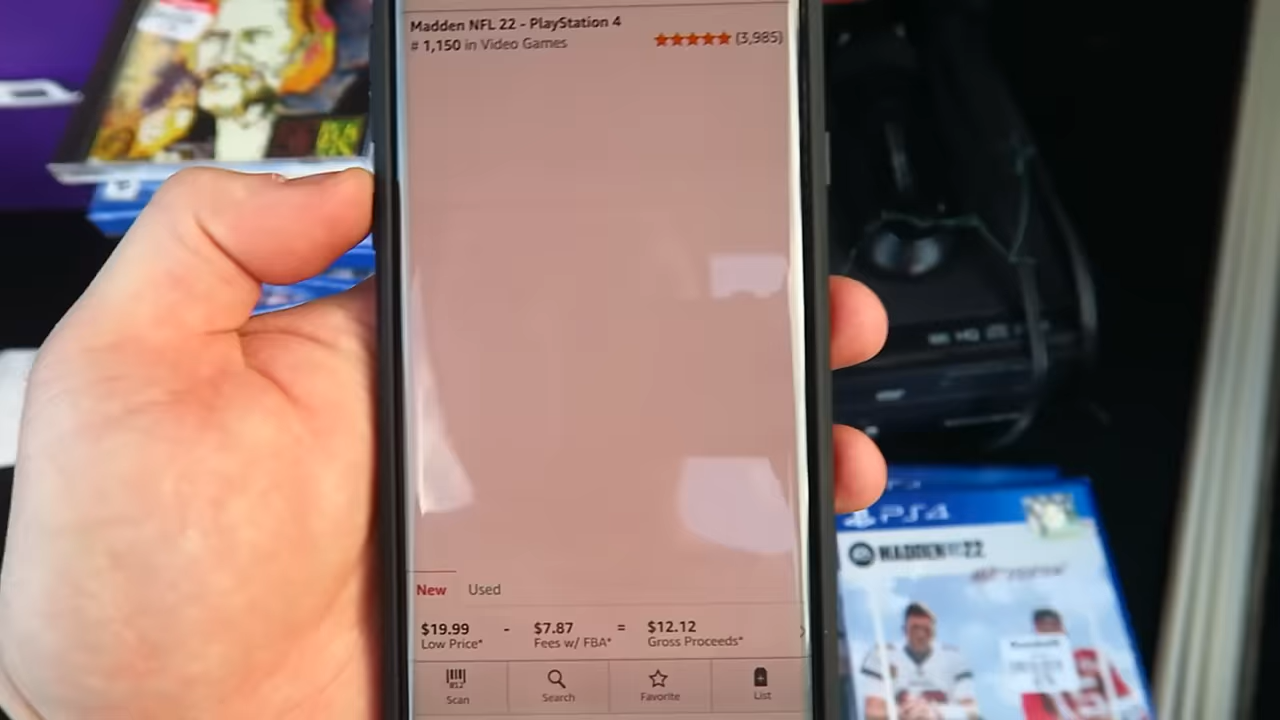 Madden NFL 22 - PlayStation 4
# 1,150 in Video Games
(3,985)
New Used
$19.99 - $7.87 = $12.12
Low Price* Fees w/ FBA* Gross Proceeds*
Scan Search Favorite List
PS4
MADDEN NFL 22